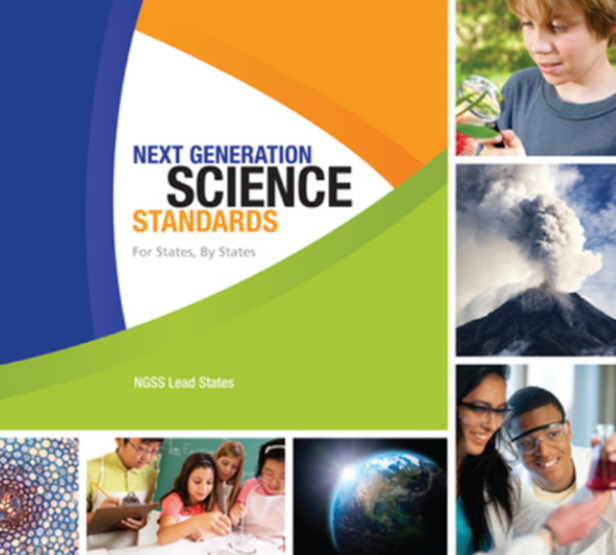 NEXT GENERATION
SCIENCE
STANDARDS
For States, By States
NGSS Lead States